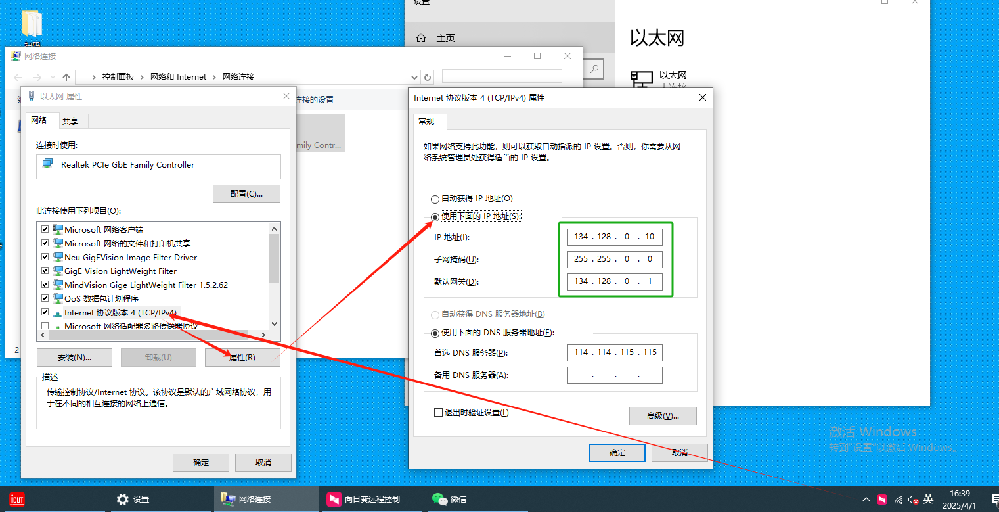 设置
主页
以太网
以太网
未连接
网络连接
控制面板 › 网络和 Internet › 网络连接
连接的设置
mily Contr...
2
以太网 属性
网络
共享
连接时使用:
Realtek PCIe GbE Family Controller
配置(C)...
此连接使用下列项目(O):
Microsoft 网络客户端
Microsoft 网络的文件和打印机共享
Neu GigEVision Image Filter Driver
GigE Vision LightWeight Filter
MindVision Gige LightWeight Filter 1.5.2.62
QoS 数据包计划程序
Internet 协议版本 4 (TCP/IPv4)
Microsoft 网络适配器多路传送器协议
安装(N)...
卸载(U)
属性(R)
描述
传输控制协议/Internet 协议。该协议是默认的广域网络协议，用
于在不同的相互连接的网络上通信。
确定
取消
Internet 协议版本 4 (TCP/IPv4) 属性
常规
如果网络支持此功能，则可以获取自动指派的 IP 设置。否则，你需要从网
络系统管理员处获得适当的 IP 设置。
自动获得 IP 地址(O)
使用下面的 IP 地址(S):
IP 地址(I):
134 . 128 . 0 . 10
子网掩码(U):
255 . 255 . 0 . 0
默认网关(D):
134 . 128 . 0 . 1
自动获得 DNS 服务器地址(B)
使用下面的 DNS 服务器地址(E):
首选 DNS 服务器(P):
114 . 114 . 115 . 115
备用 DNS 服务器(A):
. . .
退出时验证设置(L)
高级(V)...
确定
取消
激活 Windows
转到"设置"以激活 Windows。
iCUT
设置
网络连接
向日葵远程控制
微信
英
16:39
2025/4/1